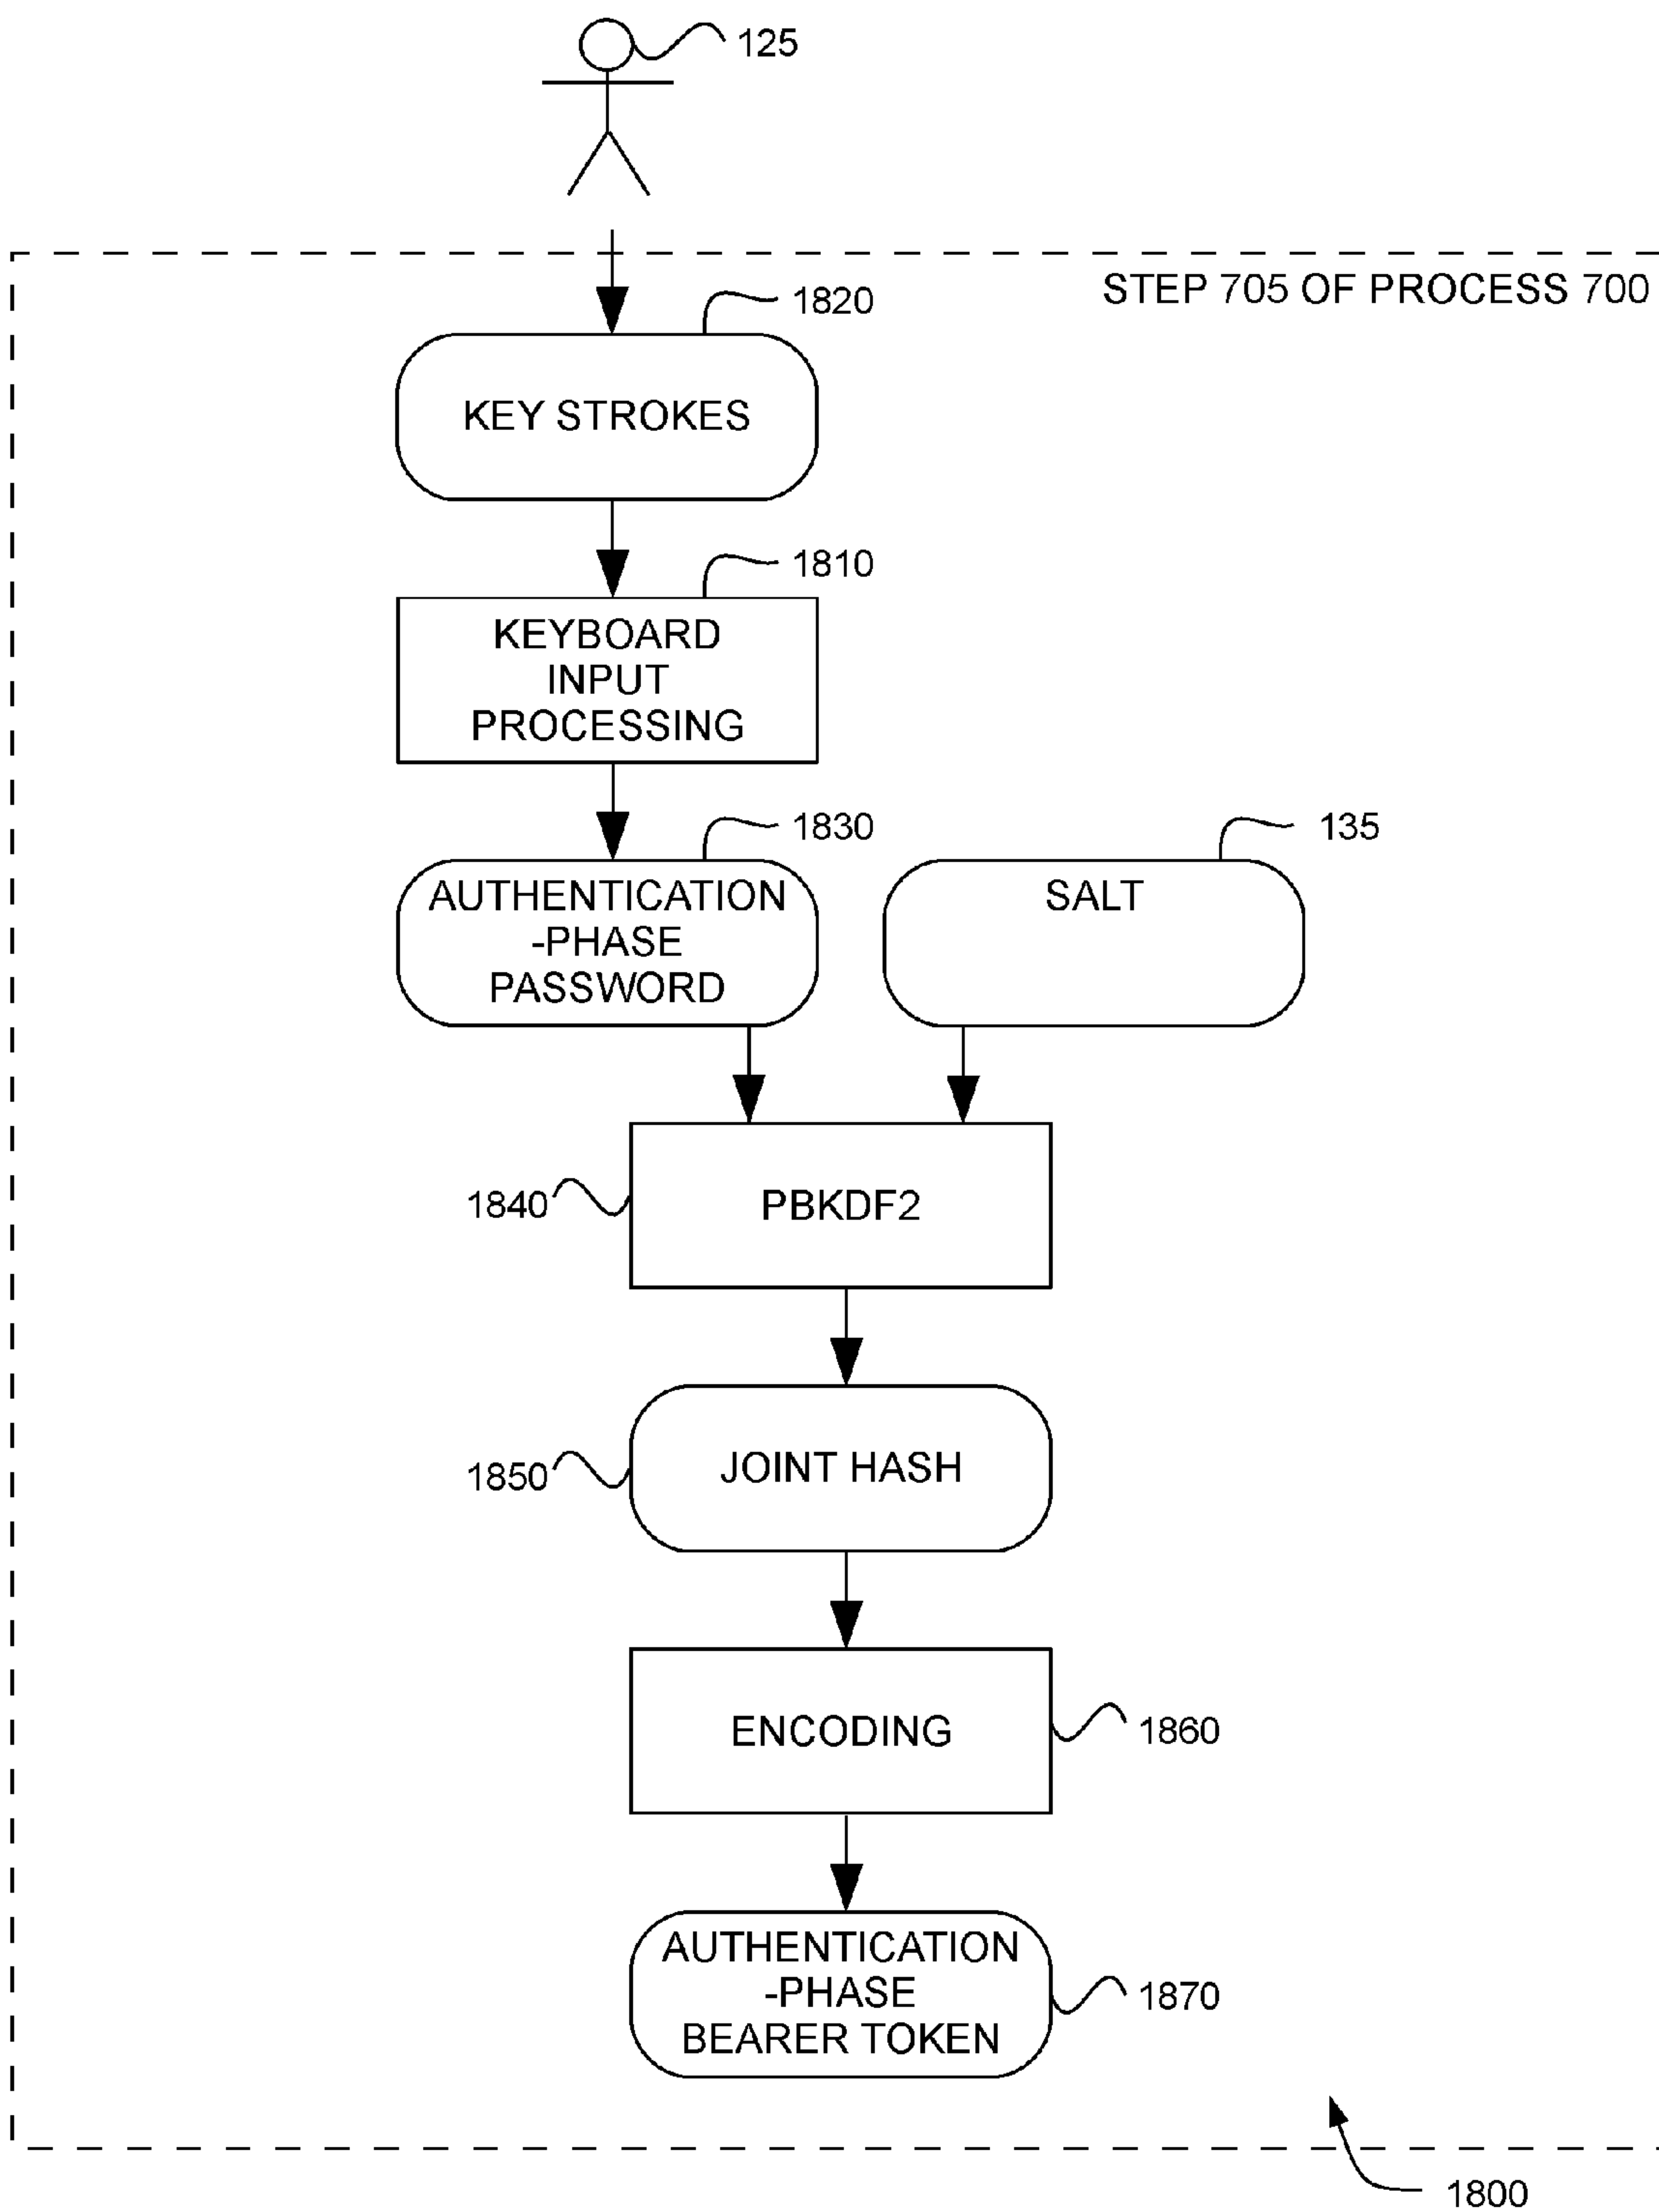 125
STEP 705 OF PROCESS 700
1820
KEY STROKES
1810
KEYBOARD
INPUT
PROCESSING
1830
135
AUTHENTICATION
-PHASE
PASSWORD
SALT
1840
PBKDF2
1850
JOINT HASH
ENCODING
1860
AUTHENTICATION
-PHASE
BEARER TOKEN
1870
1800